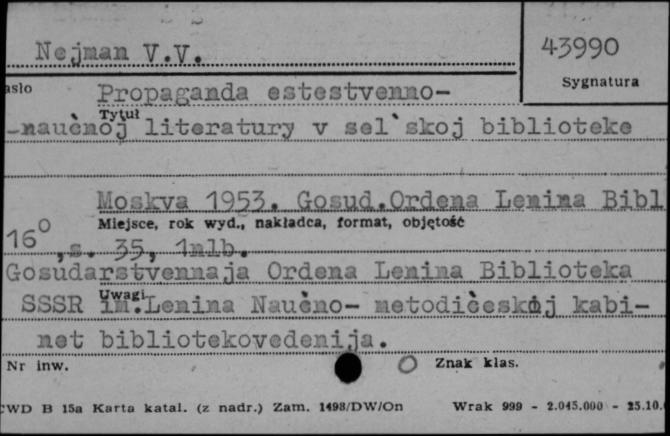 Nejman V.V.
43990
asło
Sygnatura
Propaganda estestvenno-
Tytuł
-naučnoj literatury v sel`skoj biblioteke
Moskva 1953. Gosud.Ordena Lenina Bibl
Miejsce, rok wyd., nakładca, format, objętość
16⁰ ,s. 35, 1nlb.
Gosudarstvennaja Ordena Lenina Biblioteka
Uwagi
SSSR im.Lenina Naučno- metodičeskoj kabi-
net bibliotekovedenija.
Nr inw.
Znak klas.
CWD B 15a Karta katal. (z nadr.) Zam. 1498/DW/On Wrak 999 - 2.045.000 - 25.10.